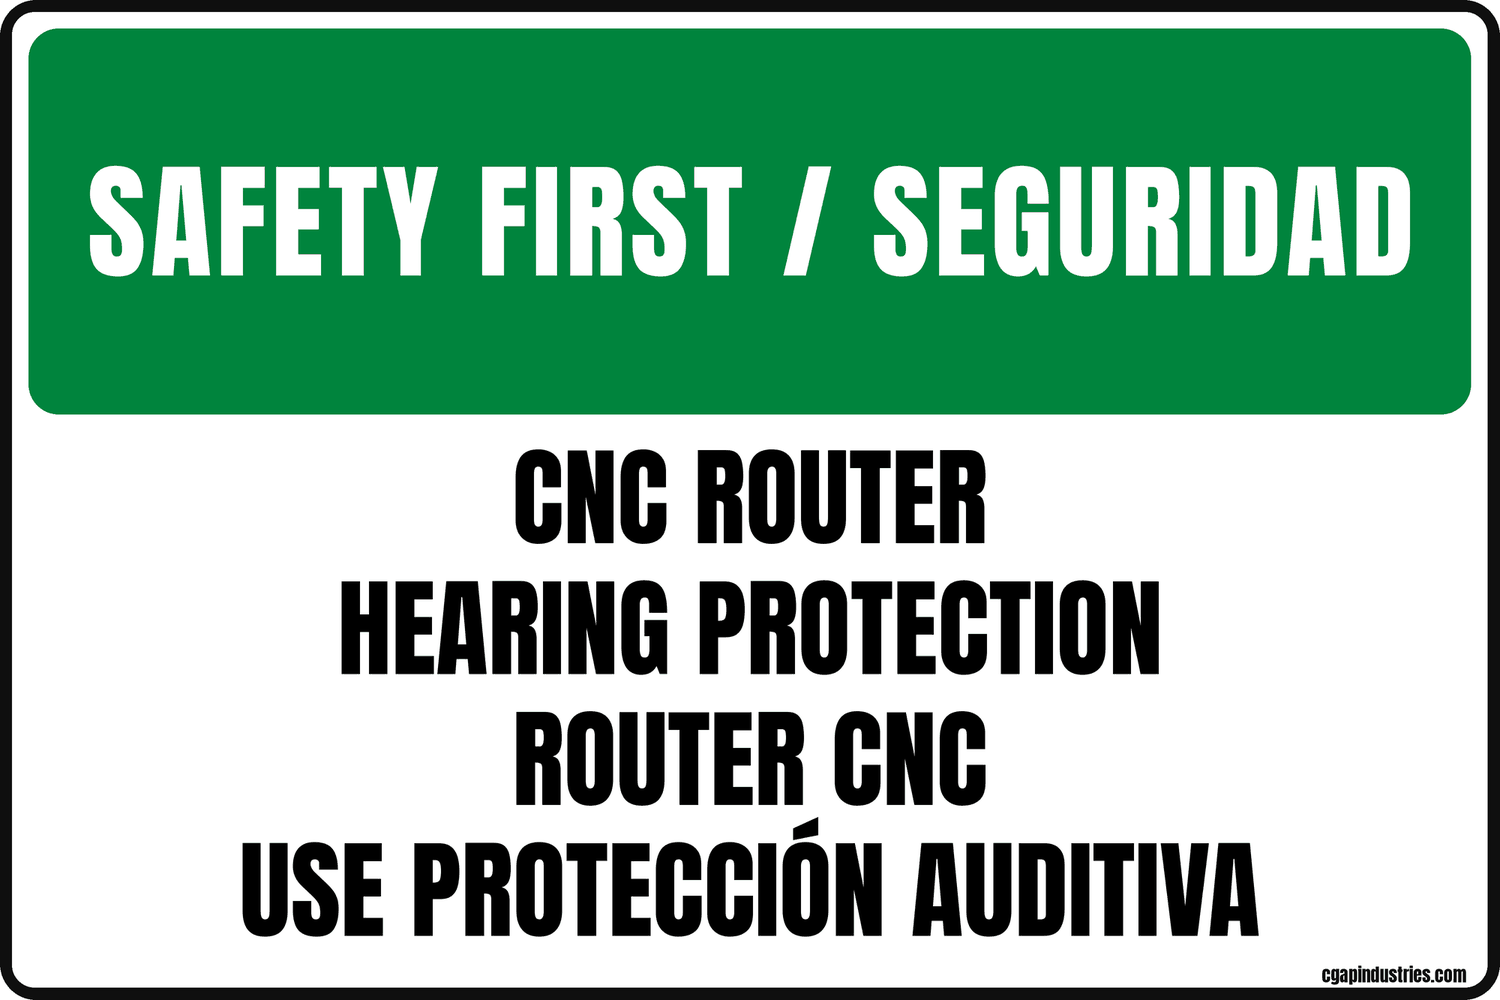 SAFETY FIRST / SEGURIDAD
CNC ROUTER
HEARING PROTECTION
ROUTER CNC
USE PROTECCIÓN AUDITIVA
cgapindustries.com